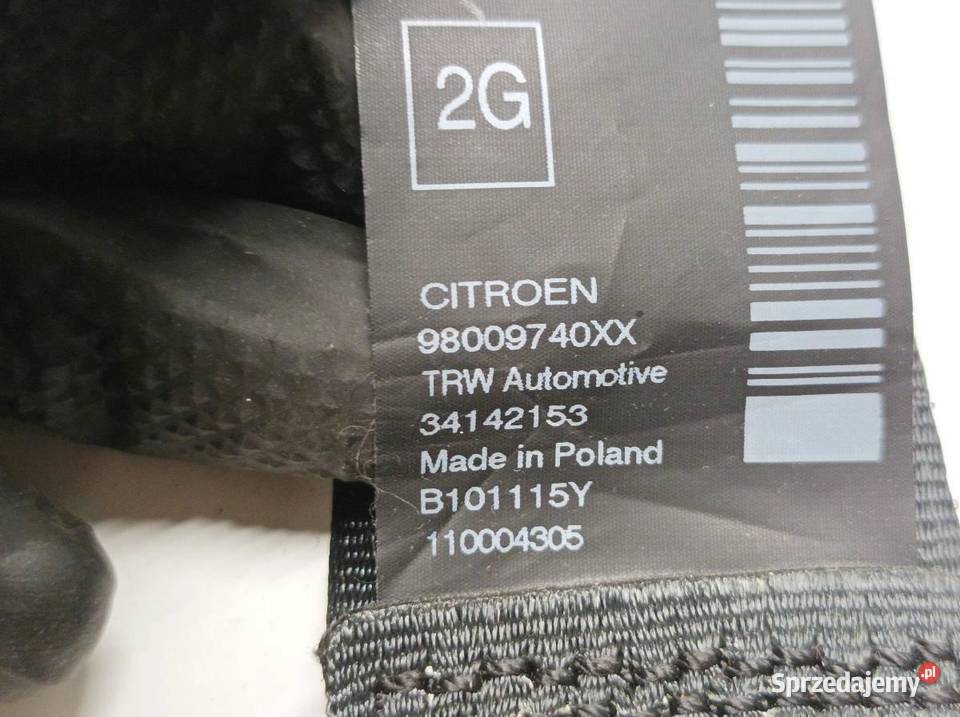 2G
CITROEN
98009740XX
TRW Automotive
34142153
Made in Poland
B101115Y
110004305
Sprzedajemy.pl